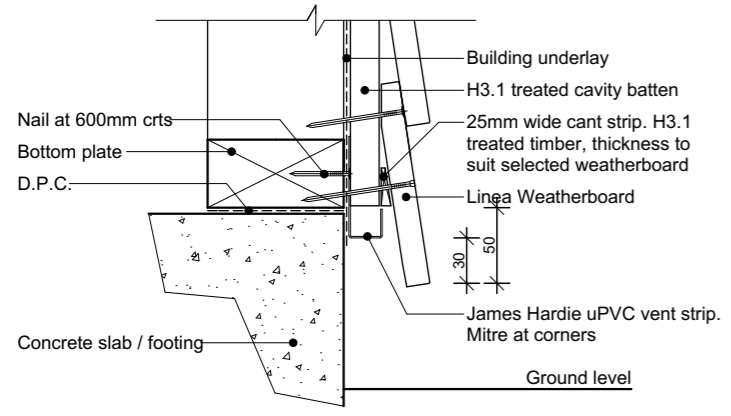 Building underlay
H3.1 treated cavity batten
Nail at 600mm crts
25mm wide cant strip. H3.1
treated timber, thickness to
suit selected weatherboard
Bottom plate
D.P.C.
Linea Weatherboard
30
50
James Hardie uPVC vent strip.
Mitre at corners
Concrete slab / footing
Ground level